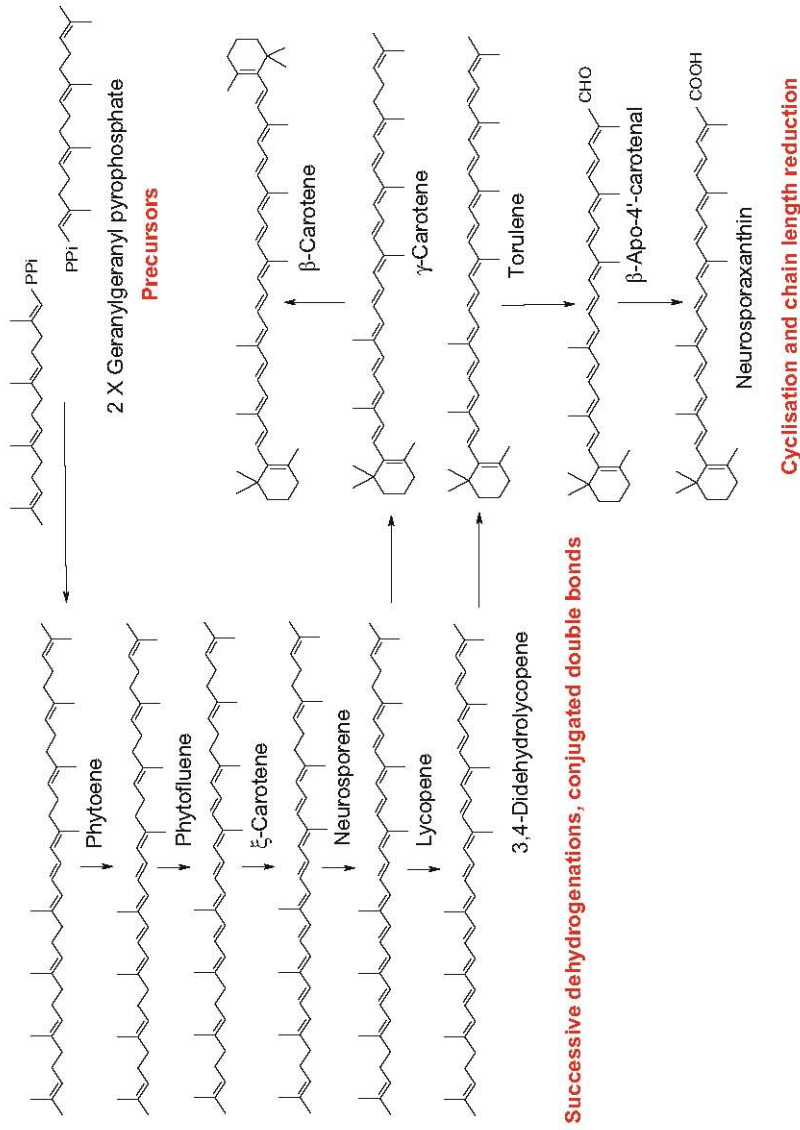 PPi
PPi
2 X Geranylgeranyl pyrophosphate
Precursors
Phytoene
Phytofluene
ξ-Carotene
Neurosporene
Lycopene
3,4-Didehydrolycopene
Successive dehydrogenations, conjugated double bonds
β-Carotene
γ-Carotene
Torulene
CHO
β-Apo-4'-carotenal
COOH
Neurosporaxanthin
Cyclisation and chain length reduction